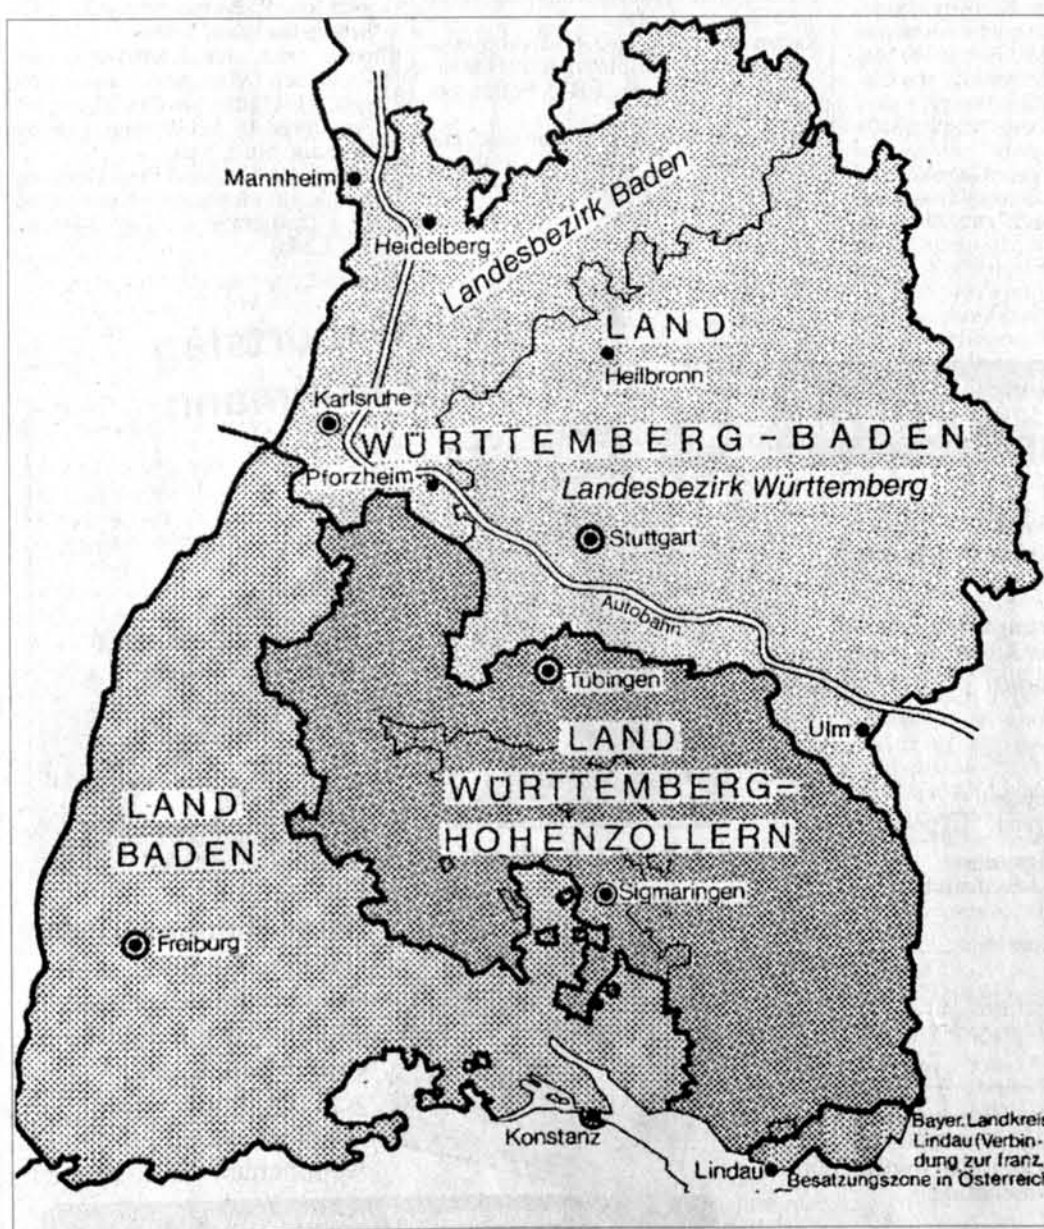 Mannheim
Heidelberg
Landesbezirk Baden
LAND
Heilbronn
Karlsruhe
WÜRTTEMBERG-BADEN
Pforzheim
Landesbezirk Württemberg
Stuttgart
Autobahn
Tübingen
Ulm
LAND
WÜRTTEMBERG-
HOHENZOLLERN
LAND
BADEN
Sigmaringen
Freiburg
Konstanz
Lindau
Bayer. Landkreis
Lindau (Verbin-
dung zur franz.
Besatzungszone in Österreich